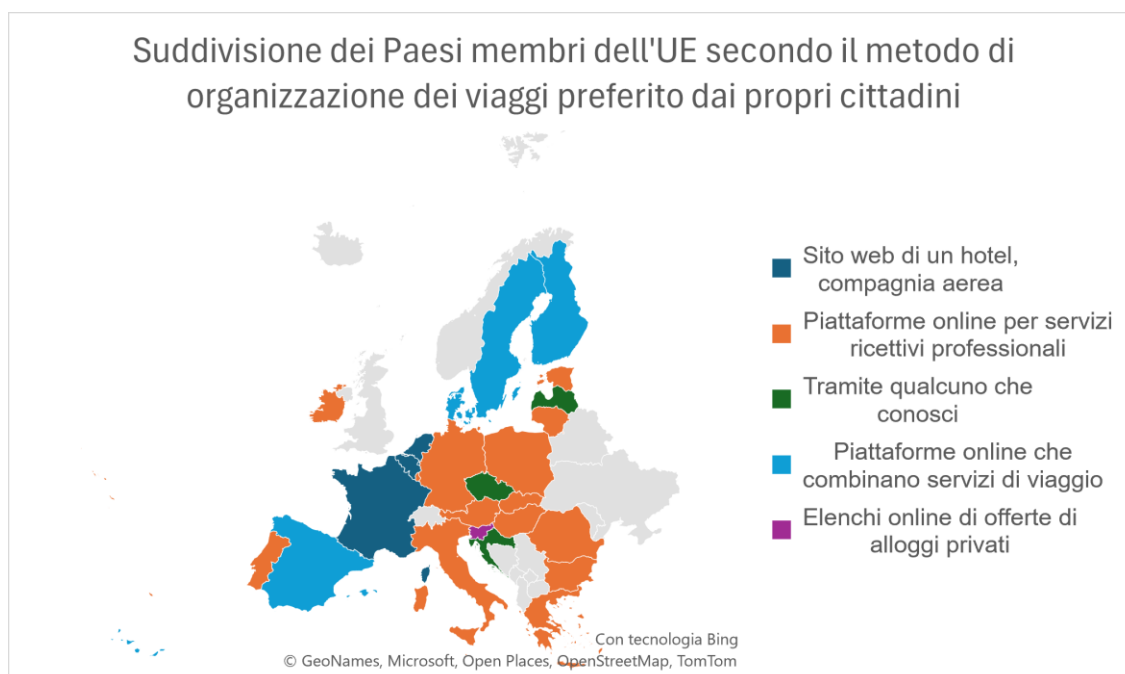 Suddivisione dei Paesi membri dell'UE secondo il metodo di
organizzazione dei viaggi preferito dai propri cittadini
Sito web di un hotel,
compagnia aerea
Piattaforme online per servizi
ricettivi professionali
Tramite qualcuno che
conosci
Piattaforme online che
combinano servizi di viaggio
Elenchi online di offerte di
alloggi privati
Con tecnologia Bing
© GeoNames, Microsoft, Open Places, OpenStreetMap, TomTom